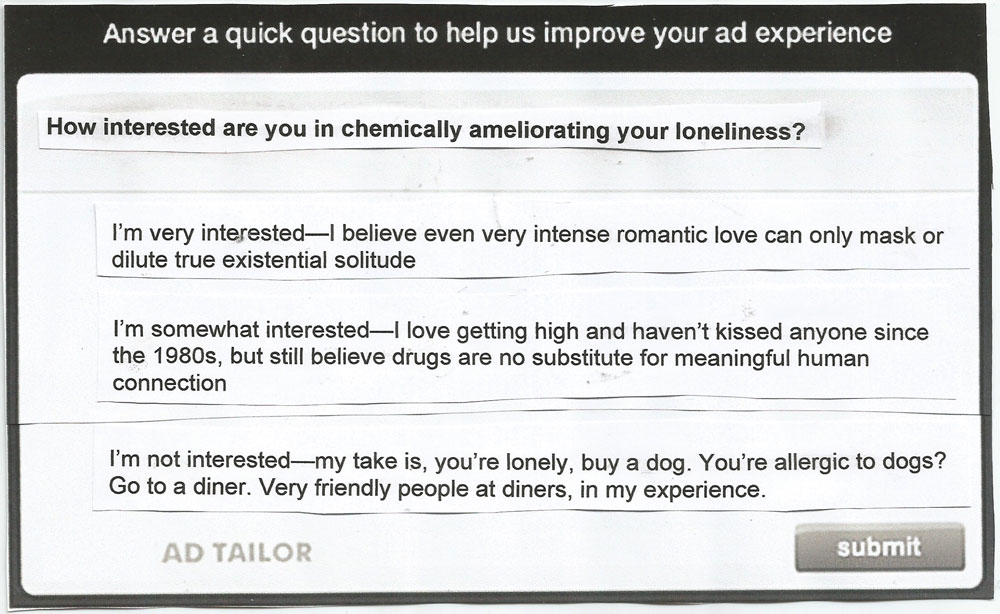 Answer a quick question to help us improve your ad experience
How interested are you in chemically ameliorating your loneliness?
I'm very interested—I believe even very intense romantic love can only mask or
dilute true existential solitude
I'm somewhat interested—I love getting high and haven't kissed anyone since
the 1980s, but still believe drugs are no substitute for meaningful human
connection
I'm not interested—my take is, you're lonely, buy a dog. You're allergic to dogs?
Go to a diner. Very friendly people at diners, in my experience.
AD TAILOR
submit